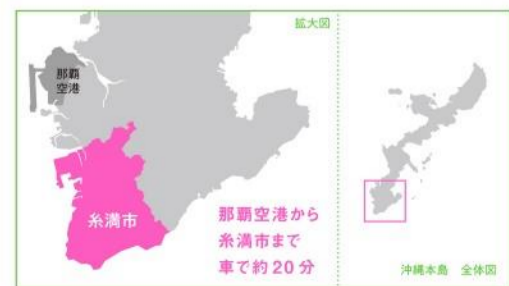 拡大図
那覇
空港
糸満市
那覇空港から
糸満市まで
車で約20分
沖縄本島 全体図